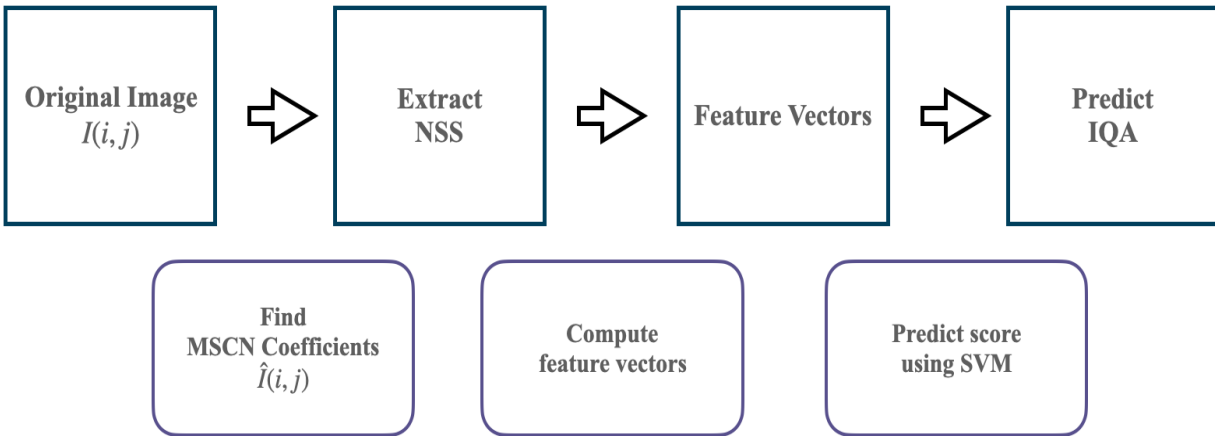 Original Image
I(i, j)
Extract
NSS
Feature Vectors
Predict
IQA
Find
MSCN Coefficients
Î(i, j)
Compute
feature vectors
Predict score
using SVM